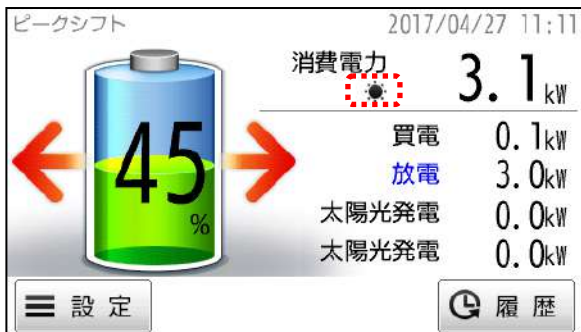 ピークシフト 2017/04/27 11:11
消費電力 3.1kW
45%
買電 0.1kW
放電 3.0kW
太陽光発電 0.0kW
太陽光発電 0.0kW
設定 履歴